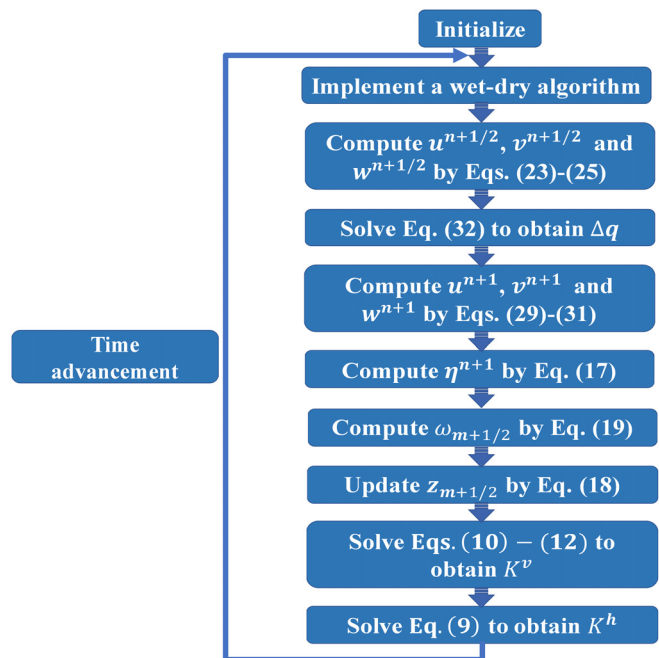 Initialize
Implement a wet-dry algorithm
Compute u^{n+1/2}, v^{n+1/2} and
w^{n+1/2} by Eqs. (23)-(25)
Solve Eq. (32) to obtain Δq
Compute u^{n+1}, v^{n+1} and
w^{n+1} by Eqs. (29)-(31)
Time
advancement
Compute η^{n+1} by Eq. (17)
Compute ω_{m+1/2} by Eq. (19)
Update z_{m+1/2} by Eq. (18)
Solve Eqs. (10) − (12) to
obtain K^v
Solve Eq. (9) to obtain K^h